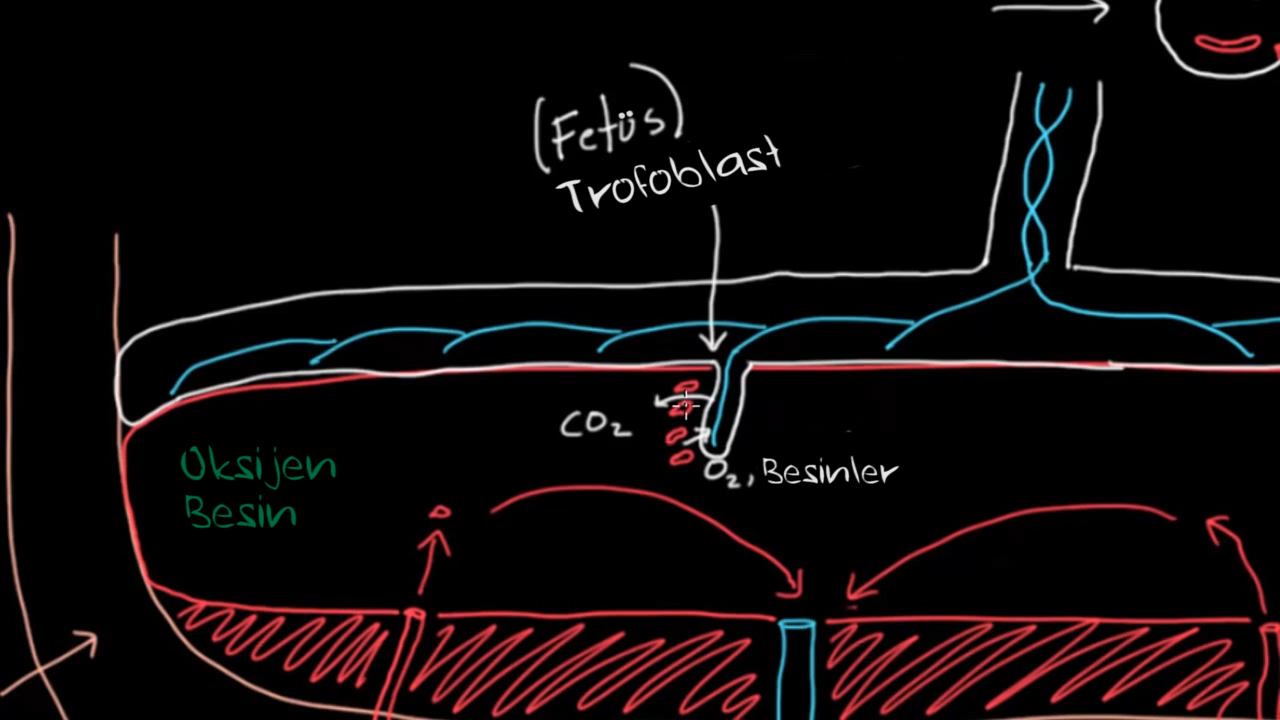 (Fetüs)
Trofoblast
CO₂
O₂, Besinler
Oksijen
Besin